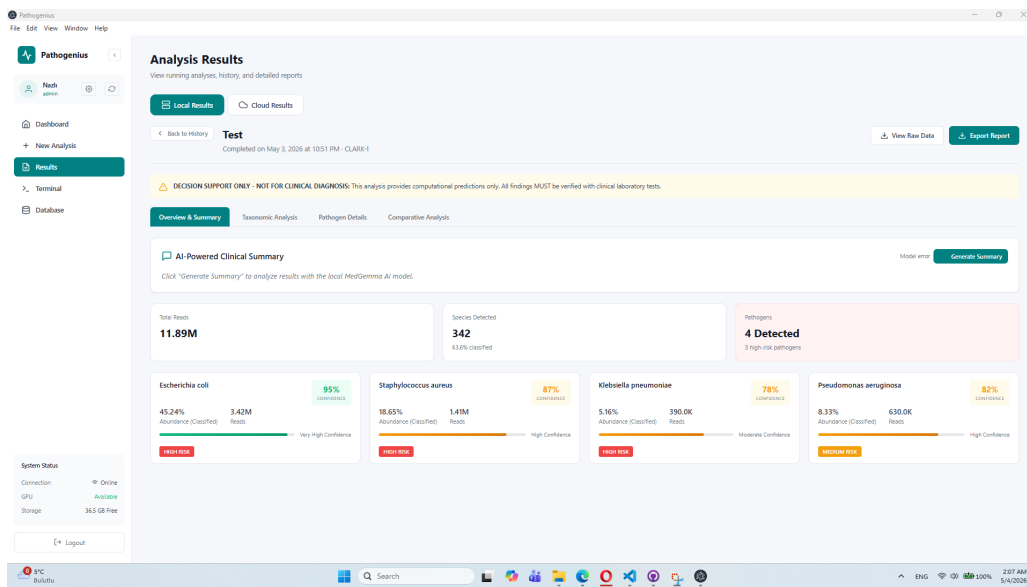 Pathogenius
File Edit View Window Help
Pathogenius
Nazlı
admin
Dashboard
New Analysis
Results
Terminal
Database
System Status
Connection Online
GPU Available
Storage 36.5 GB Free
Logout
Analysis Results
View running analyses, history, and detailed reports
Local Results Cloud Results
Back to History Test View Raw Data Export Report
Completed on May 3, 2026 at 10:51 PM · CLARK-l
DECISION SUPPORT ONLY - NOT FOR CLINICAL DIAGNOSIS: This analysis provides computational predictions only. All findings MUST be verified with clinical laboratory tests.
Overview & Summary Taxonomic Analysis Pathogen Details Comparative Analysis
AI-Powered Clinical Summary Model error Generate Summary
Click "Generate Summary" to analyze results with the local MedGemma AI model.
Total Reads
11.89M
Species Detected
342
63.6% classified
Pathogens
4 Detected
3 high-risk pathogens
Escherichia coli
95%
CONFIDENCE
45.24% 3.42M
Abundance (Classified) Reads
Very High Confidence
HIGH RISK
Staphylococcus aureus
87%
CONFIDENCE
18.65% 1.41M
Abundance (Classified) Reads
High Confidence
HIGH RISK
Klebsiella pneumoniae
78%
CONFIDENCE
5.16% 390.0K
Abundance (Classified) Reads
Moderate Confidence
HIGH RISK
Pseudomonas aeruginosa
82%
CONFIDENCE
8.33% 630.0K
Abundance (Classified) Reads
High Confidence
MEDIUM RISK
5°C
Bulutlu
Search
ENG
100%
2:07 AM
5/4/2026